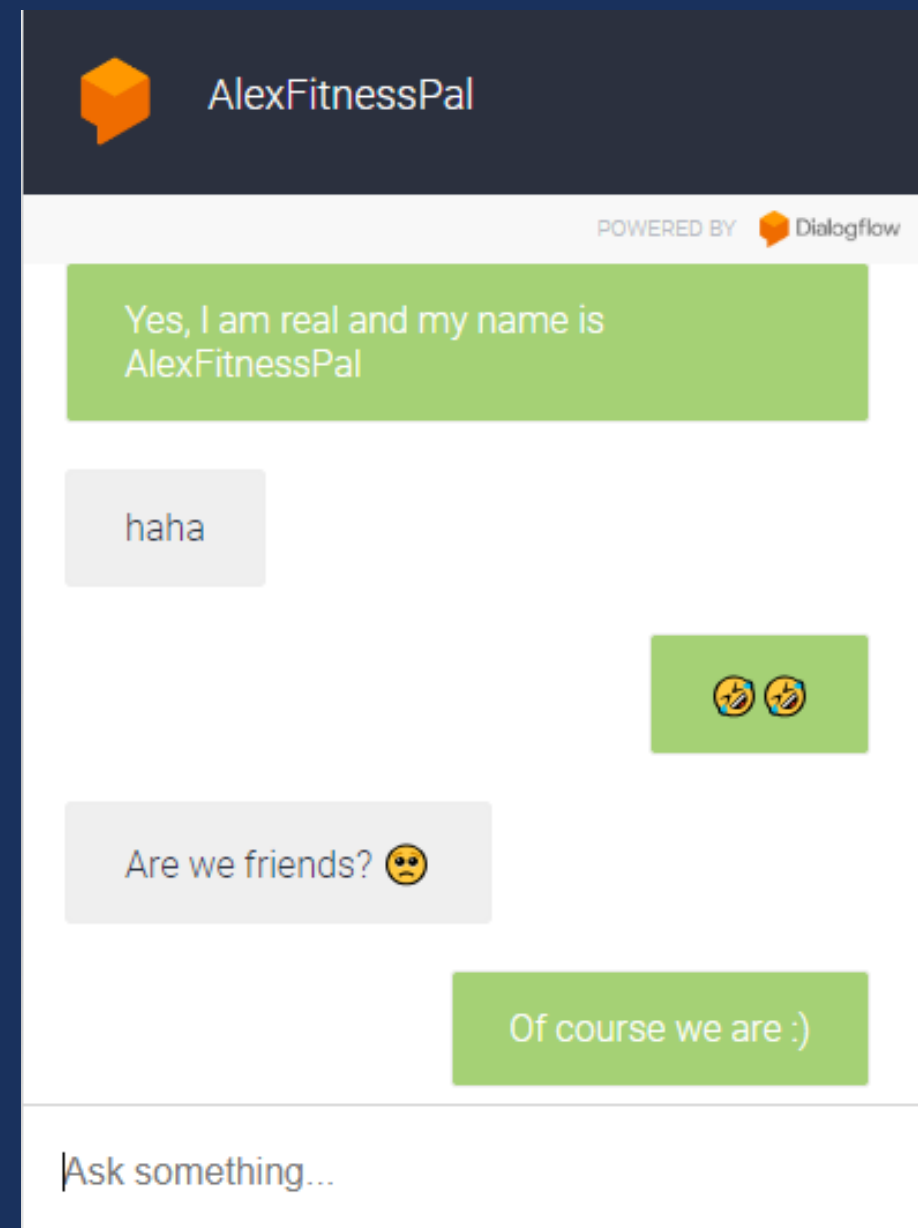 AlexFitnessPal
POWERED BY Dialogflow
Yes, I am real and my name is
AlexFitnessPal
haha
🤣🤣
Are we friends? 🥺
Of course we are :)
Ask something...